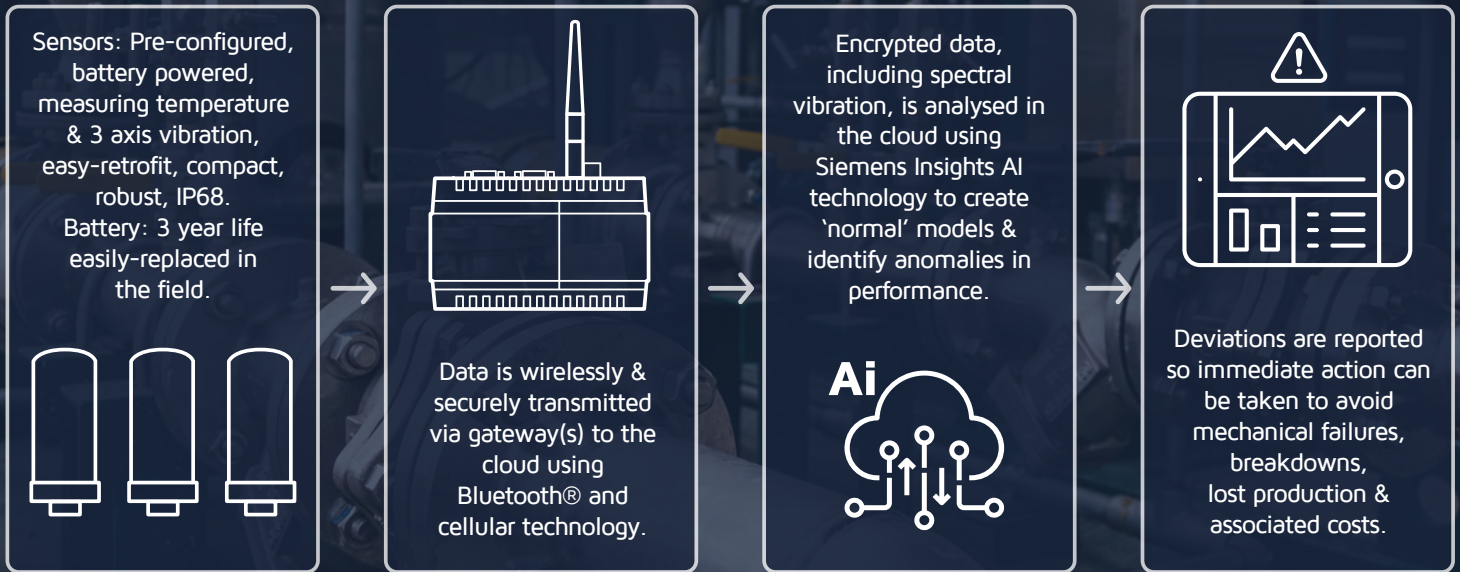 Sensors: Pre-configured,
battery powered,
measuring temperature
& 3 axis vibration,
easy-retrofit, compact,
robust, IP68.
Battery: 3 year life
easily-replaced in
the field.
Data is wirelessly &
securely transmitted
via gateway(s) to the
cloud using
Bluetooth® and
cellular technology.
Encrypted data,
including spectral
vibration, is analysed in
the cloud using
Siemens Insights AI
technology to create
‘normal’ models &
identify anomalies in
performance.
Ai
Deviations are reported
so immediate action can
be taken to avoid
mechanical failures,
breakdowns,
lost production &
associated costs.